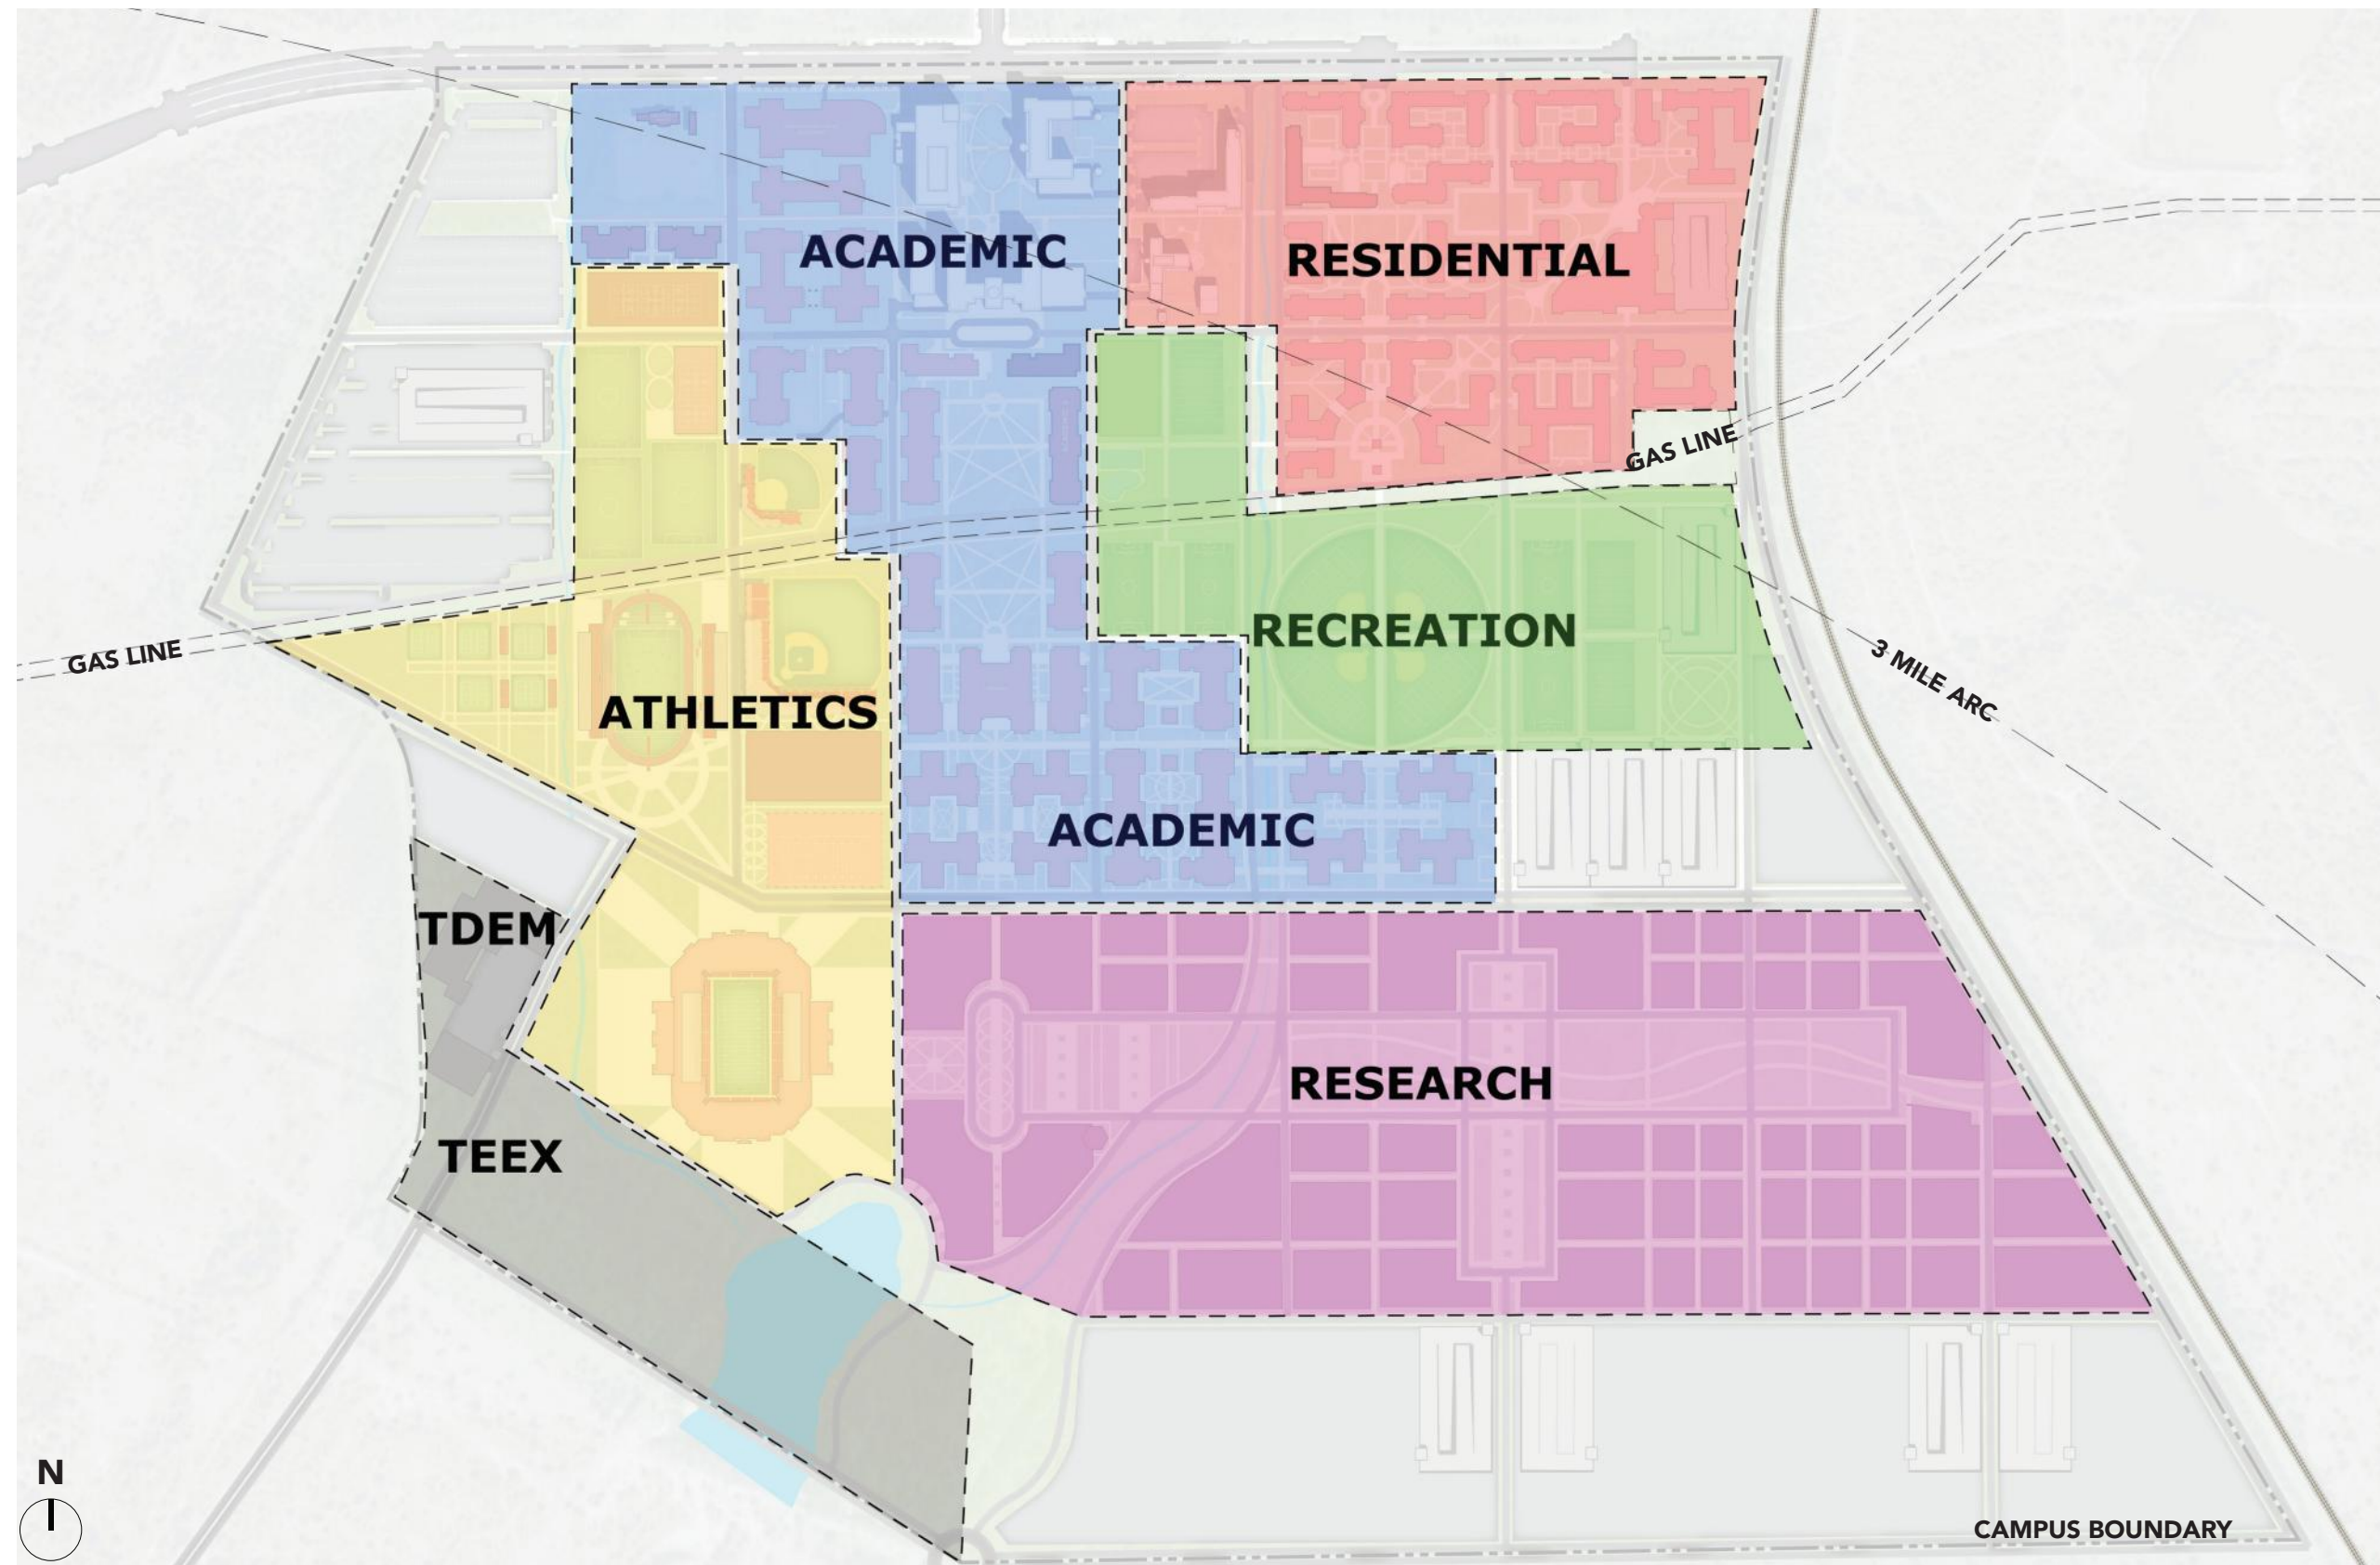 ACADEMIC
RESIDENTIAL
GAS LINE
RECREATION
GAS LINE
3 MILE ARC
ATHLETICS
ACADEMIC
TDEM
RESEARCH
TEEX
N
CAMPUS BOUNDARY